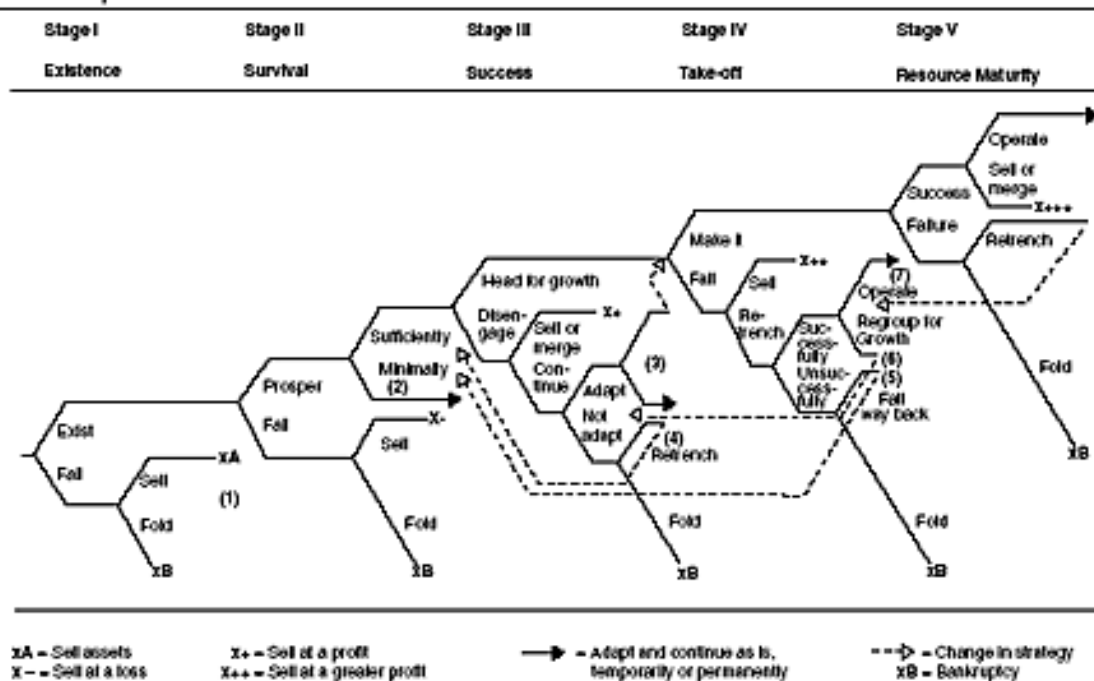 Stage I
Stage II
Stage III
Stage IV
Stage V
Existence
Survival
Success
Take-off
Resource Maturity
Operate
Sell or
merge
Success
X+++
Failure
Retrench
Make it
Fail
X++
Sell
Re-
trench
(7)
Operate
Regroup for
Growth
Suc-
cess-
fully
Unsuc-
cess-
fully
(6)
(5)
Fall
way back
Fold
xB
Head for growth
Disen-
gage
X+
Sell or
merge
Con-
tinue
(3)
Adapt
Not
adapt
(4)
Retrench
Fold
xB
Fold
xB
Sufficiently
Minimally
(2)
Prosper
Fail
X-
Sell
Fold
xB
Exist
Fail
xA
Sell
(1)
Fold
xB
xA = Sell assets
x+ = Sell at a profit
= Adapt and continue as is,
= Change in strategy
x-- = Sell at a loss
x++ = Sell at a greater profit
temporarily or permanently
xB = Bankruptcy